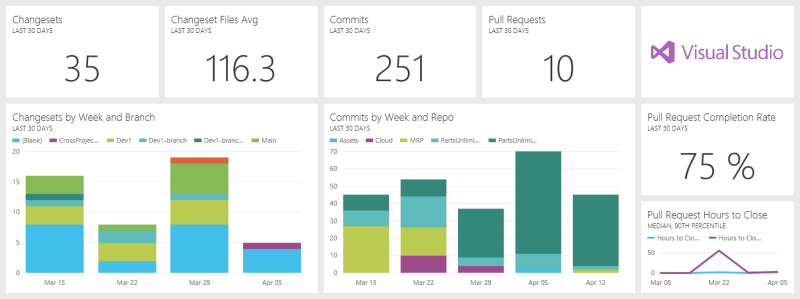 Changesets
LAST 30 DAYS
35
Changeset Files Avg
LAST 30 DAYS
116.3
Commits
LAST 30 DAYS
251
Pull Requests
LAST 30 DAYS
10
Visual Studio
Changesets by Week and Branch
LAST 30 DAYS
(Blank) CrossProjec... Dev1 Dev1-branch Dev1-branc... Main
20
15
10
5
0
Mar 15 Mar 22 Mar 29 Apr 05
Commits by Week and Repo
LAST 30 DAYS
Assets Cloud MRP PartsUnlimi... PartsUnlimi...
70
60
50
40
30
20
10
0
Mar 15 Mar 22 Mar 29 Apr 05 Apr 12
Pull Request Completion Rate
LAST 30 DAYS
75 %
Pull Request Hours to Close
MEDIAN, 90TH PERCENTILE
Hours to Clo... Hours to Clo...
50
0
Mar 08 Mar 22 Apr 05